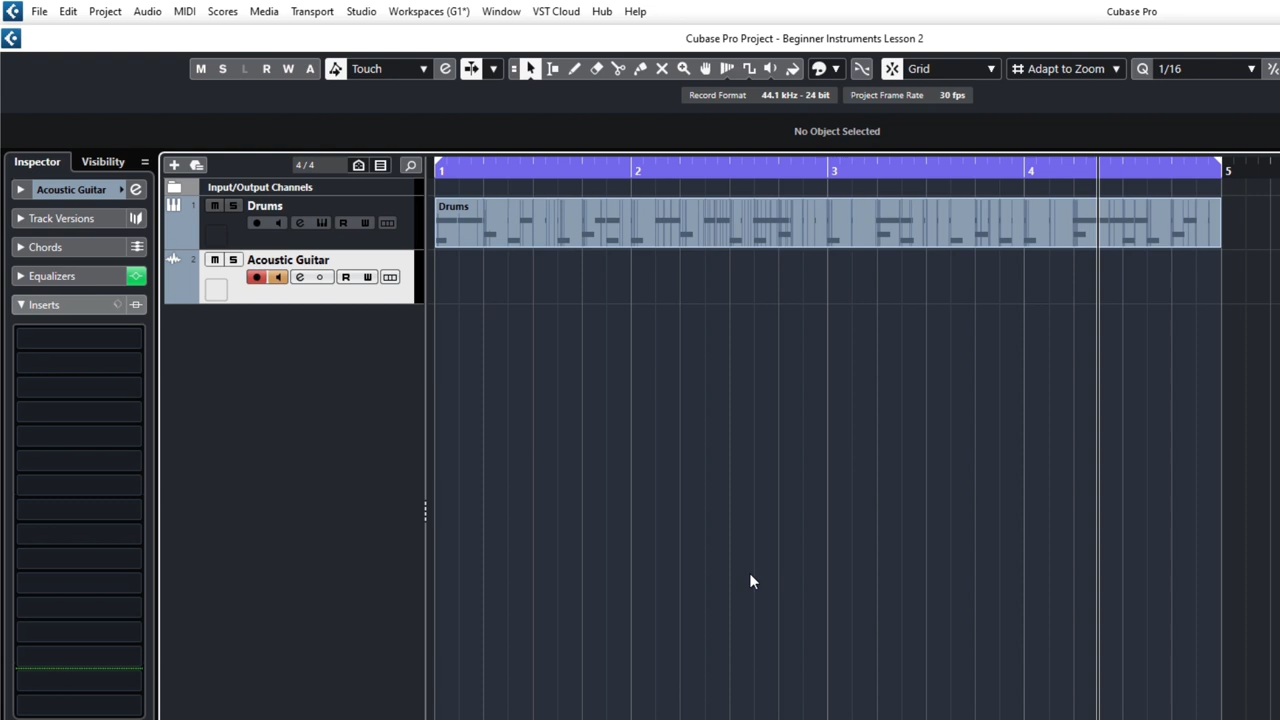 File Edit Project Audio MIDI Scores Media Transport Studio Workspaces (G1*) Window VST Cloud Hub Help Cubase Pro
Cubase Pro Project - Beginner Instruments Lesson 2
M S L R W A Touch Grid Adapt to Zoom Q 1/16
Record Format 44.1 kHz - 24 bit Project Frame Rate 30 fps
No Object Selected
Inspector Visibility 4/4 1 2 3 4 5
Input/Output Channels
Acoustic Guitar e
1 m S Drums Drums
Track Versions
e R W
Chords
2 m S Acoustic Guitar
Equalizers
e R W
Inserts